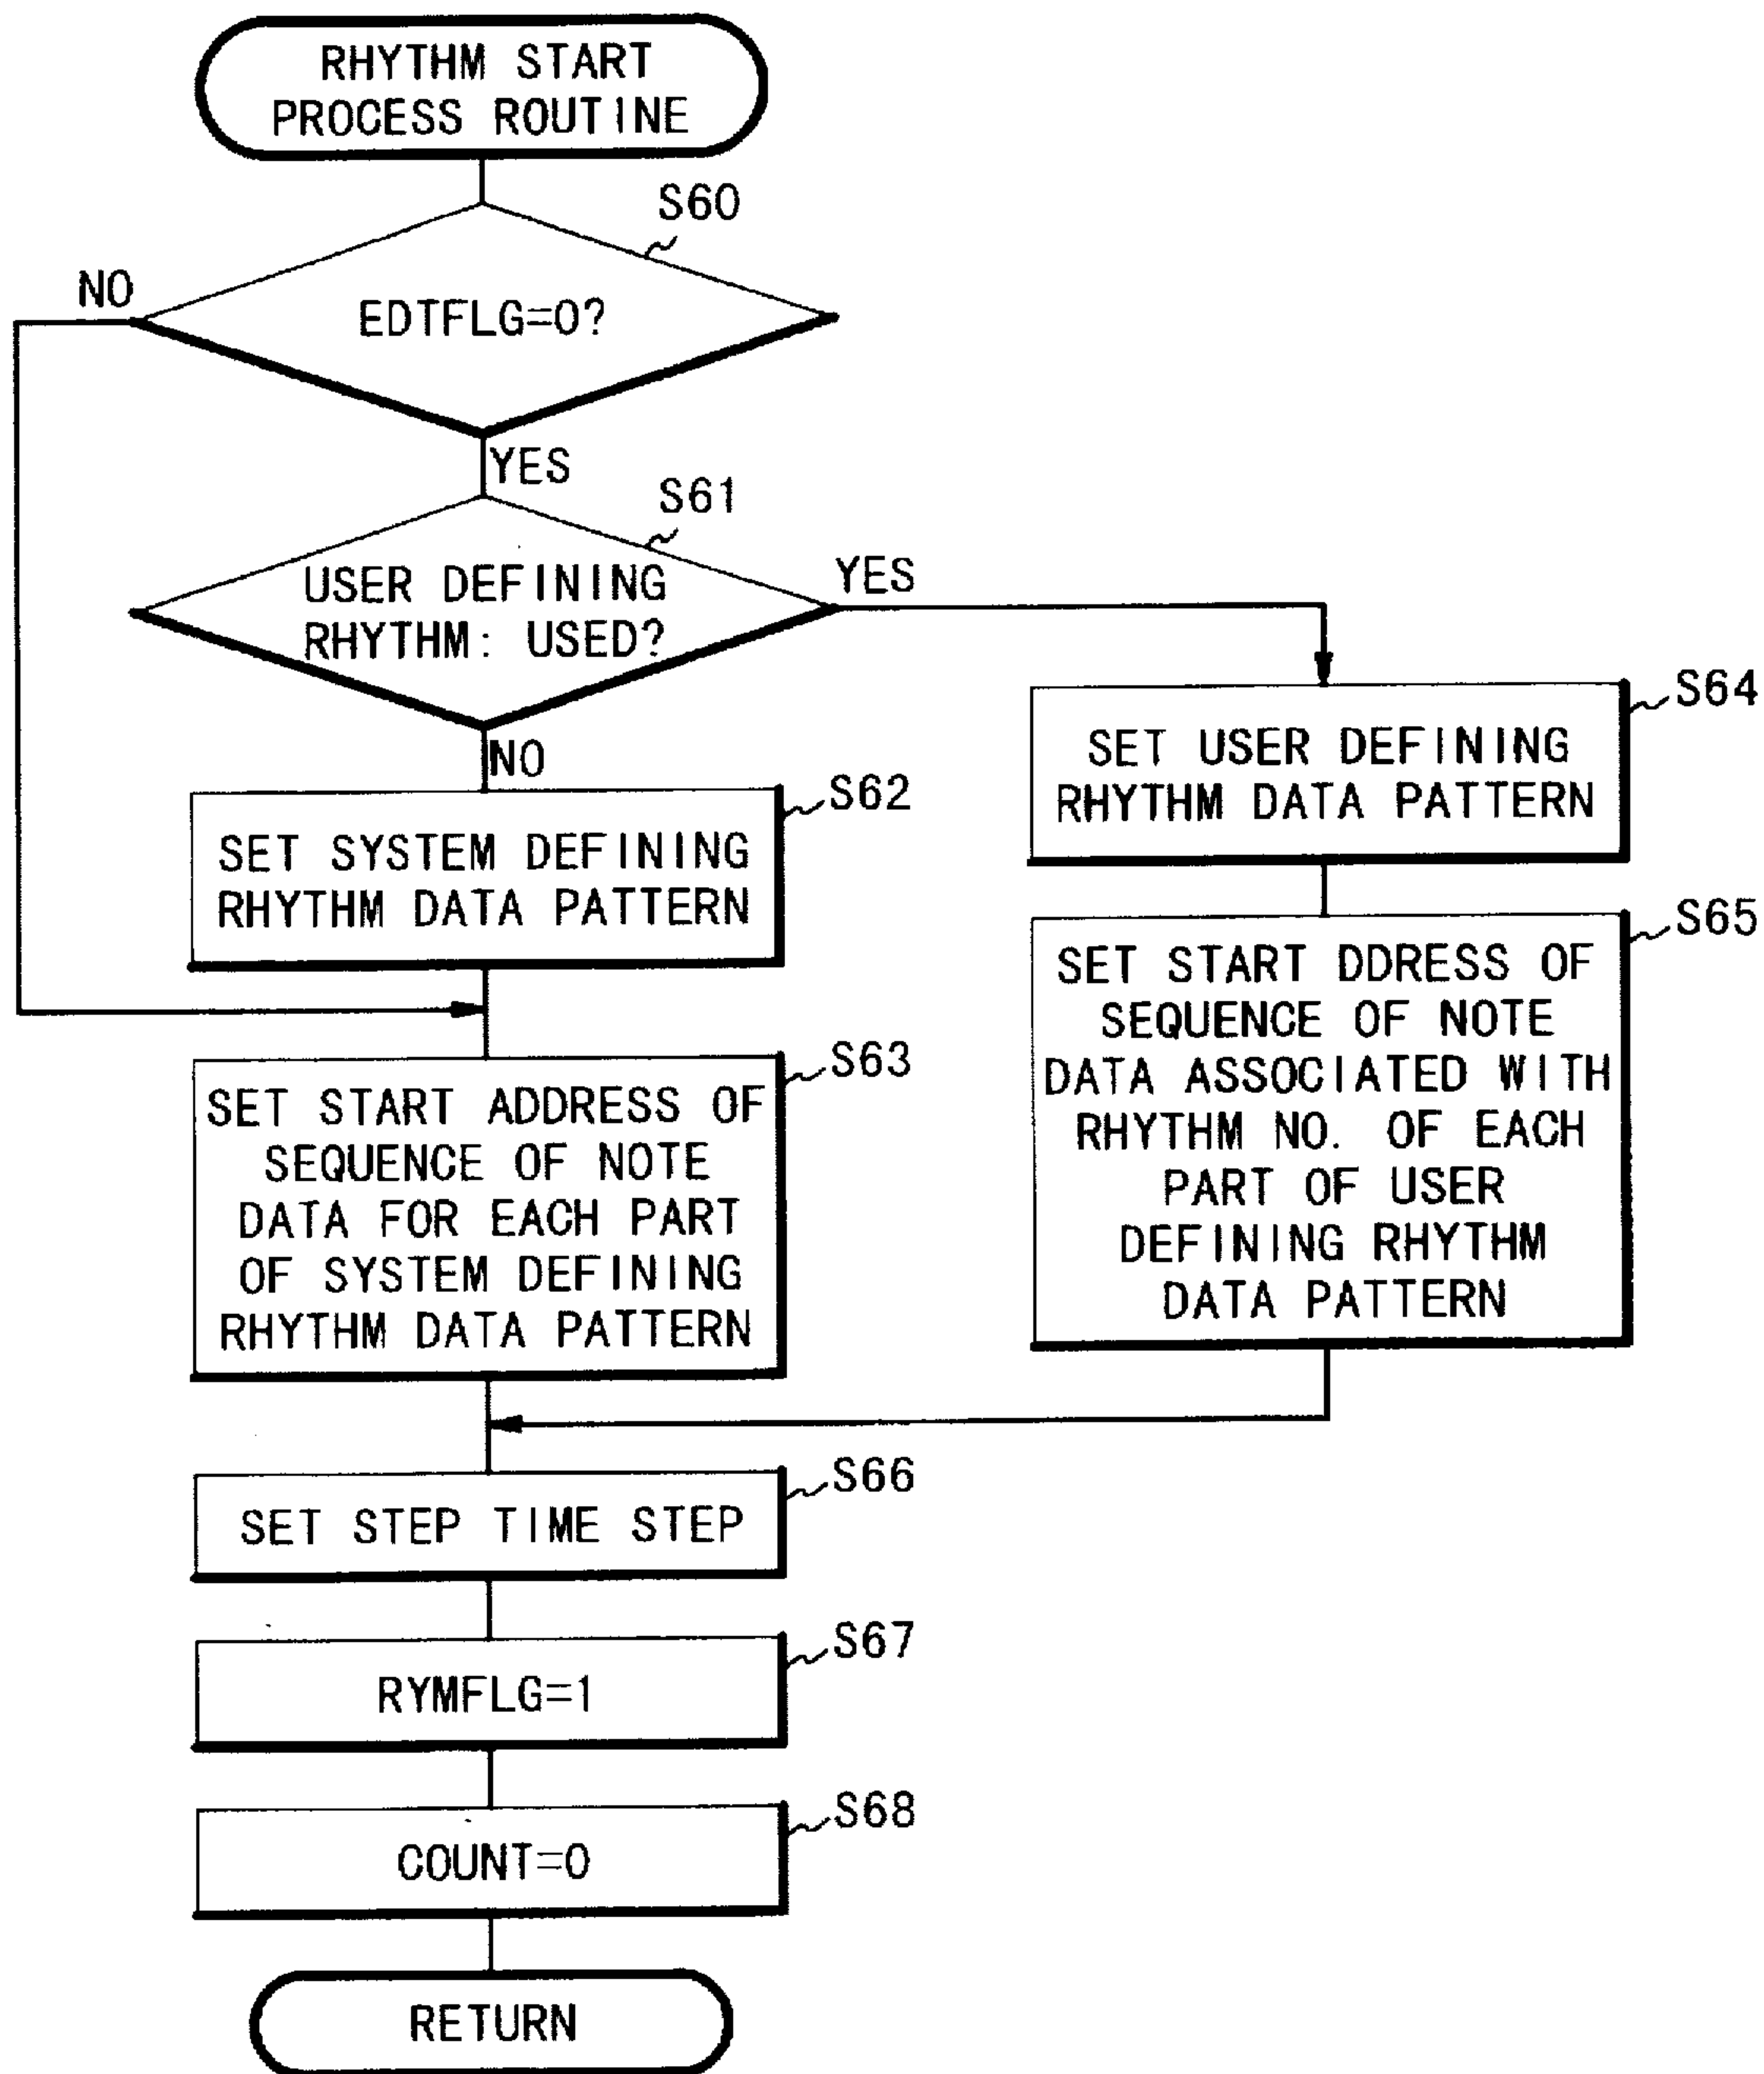 RHYTHM START
PROCESS ROUTINE
S60
NO
EDTFLG=0?
YES
S61
USER DEFINING
RHYTHM: USED?
YES
NO
S62
SET SYSTEM DEFINING
RHYTHM DATA PATTERN
S64
SET USER DEFINING
RHYTHM DATA PATTERN
S63
SET START ADDRESS OF
SEQUENCE OF NOTE
DATA FOR EACH PART
OF SYSTEM DEFINING
RHYTHM DATA PATTERN
S65
SET START DDRESS OF
SEQUENCE OF NOTE
DATA ASSOCIATED WITH
RHYTHM NO. OF EACH
PART OF USER
DEFINING RHYTHM
DATA PATTERN
S66
SET STEP TIME STEP
S67
RYMFLG=1
S68
COUNT=0
RETURN